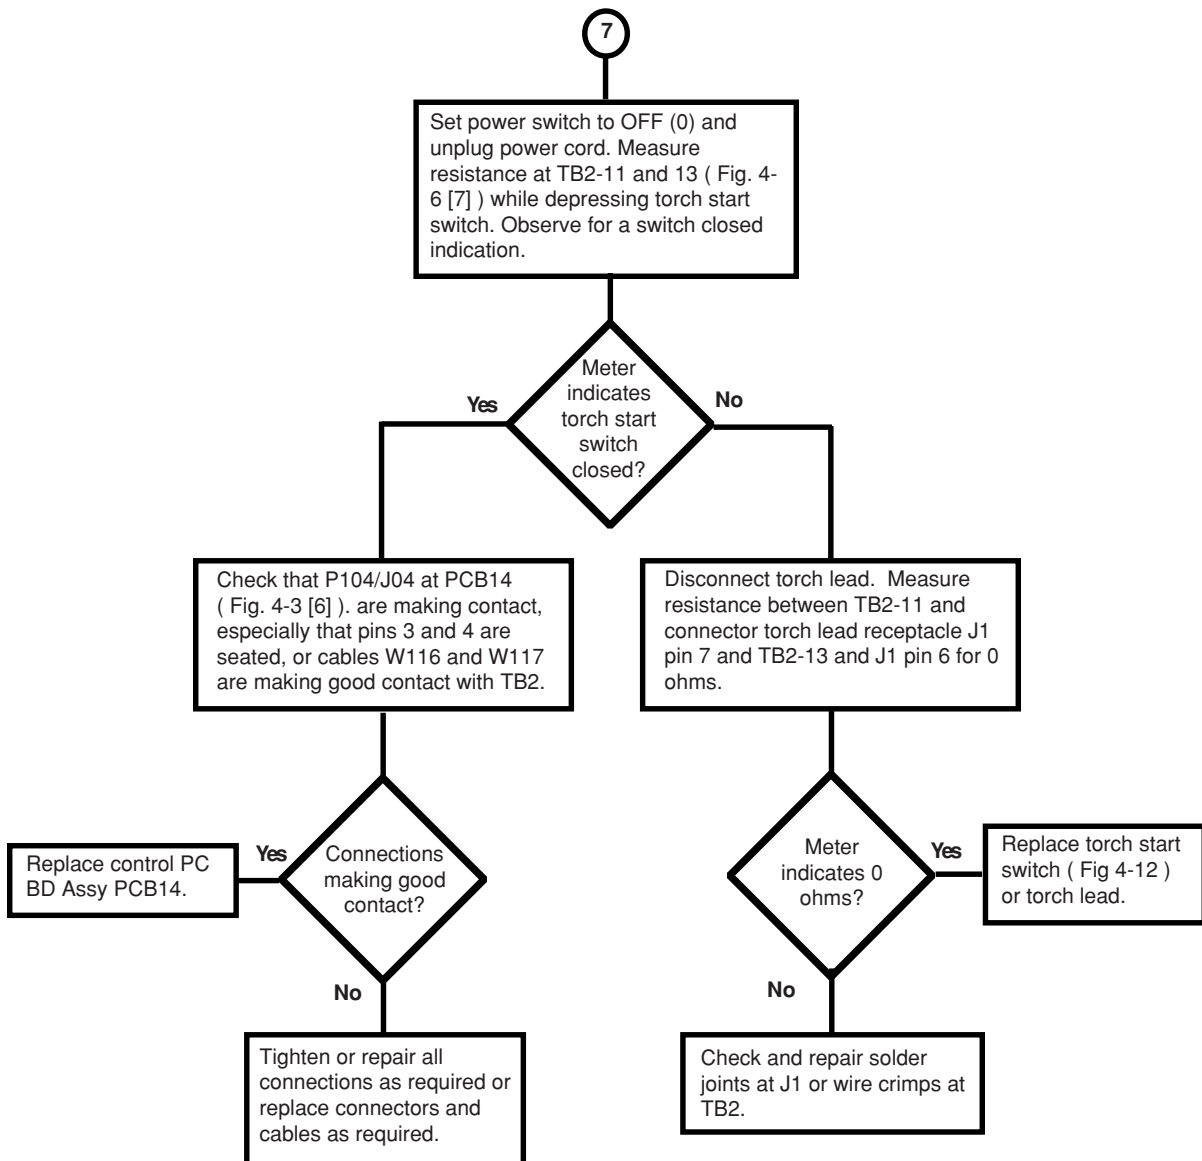 7
Set power switch to OFF (0) and
unplug power cord. Measure
resistance at TB2-11 and 13 ( Fig. 4-
6 [7] ) while depressing torch start
switch. Observe for a switch closed
indication.
Meter
indicates
torch start
switch
closed?
Yes
No
Check that P104/J04 at PCB14
( Fig. 4-3 [6] ). are making contact,
especially that pins 3 and 4 are
seated, or cables W116 and W117
are making good contact with TB2.
Disconnect torch lead. Measure
resistance between TB2-11 and
connector torch lead receptacle J1
pin 7 and TB2-13 and J1 pin 6 for 0
ohms.
Replace control PC
BD Assy PCB14.
Yes
Connections
making good
contact?
No
Meter
indicates 0
ohms?
Yes
Replace torch start
switch ( Fig 4-12 )
or torch lead.
No
Tighten or repair all
connections as required or
replace connectors and
cables as required.
Check and repair solder
joints at J1 or wire crimps at
TB2.